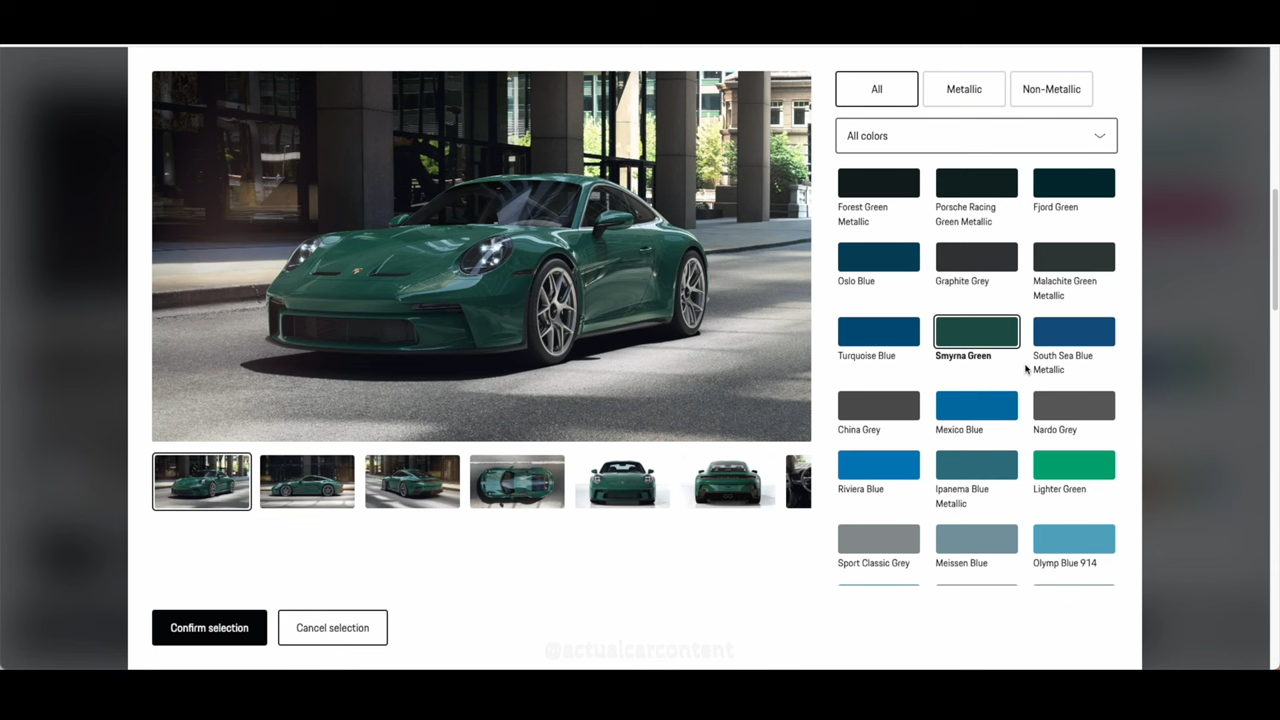 All
Metallic
Non-Metallic
All colors
Forest Green
Metallic
Porsche Racing
Green Metallic
Fjord Green
Oslo Blue
Graphite Grey
Malachite Green
Metallic
Turquoise Blue
Smyrna Green
South Sea Blue
Metallic
China Grey
Mexico Blue
Nardo Grey
Riviera Blue
Ipanema Blue
Metallic
Lighter Green
Sport Classic Grey
Meissen Blue
Olymp Blue 914
Confirm selection
Cancel selection
@actualcarcontent